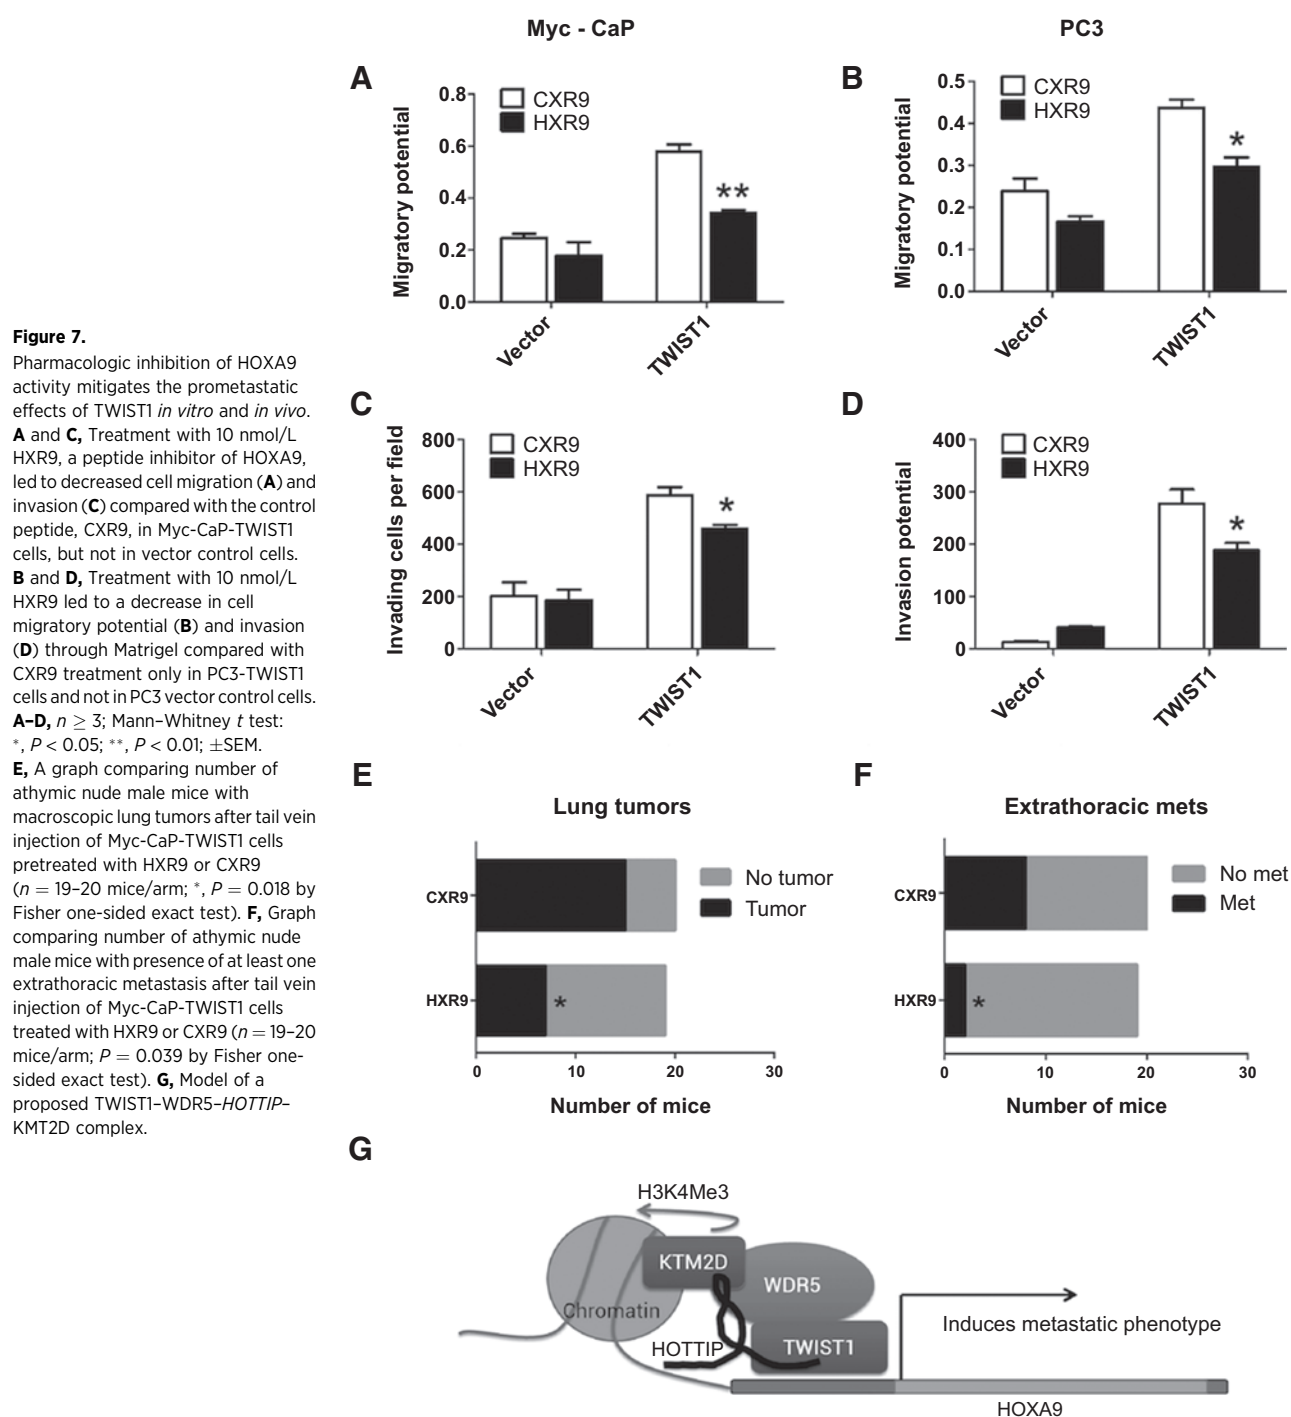 Myc - CaP
PC3
A
0.8
0.6
0.4
0.2
0.0
Migratory potential
CXR9
HXR9
**
Vector
TWIST1
B
0.5
0.4
0.3
0.2
0.1
0.0
Migratory potential
CXR9
HXR9
*
Vector
TWIST1
Figure 7.
Pharmacologic inhibition of HOXA9
activity mitigates the prometastatic
effects of TWIST1 in vitro and in vivo.
A and C, Treatment with 10 nmol/L
HXR9, a peptide inhibitor of HOXA9,
led to decreased cell migration (A) and
invasion (C) compared with the control
peptide, CXR9, in Myc-CaP-TWIST1
cells, but not in vector control cells.
B and D, Treatment with 10 nmol/L
HXR9 led to a decrease in cell
migratory potential (B) and invasion
(D) through Matrigel compared with
CXR9 treatment only in PC3-TWIST1
cells and not in PC3 vector control cells.
A–D, n ≥ 3; Mann–Whitney t test:
*, P < 0.05; **, P < 0.01; ±SEM.
E, A graph comparing number of
athymic nude male mice with
macroscopic lung tumors after tail vein
injection of Myc-CaP-TWIST1 cells
pretreated with HXR9 or CXR9
(n = 19–20 mice/arm; *, P = 0.018 by
Fisher one-sided exact test). F, Graph
comparing number of athymic nude
male mice with presence of at least one
extrathoracic metastasis after tail vein
injection of Myc-CaP-TWIST1 cells
treated with HXR9 or CXR9 (n = 19–20
mice/arm; P = 0.039 by Fisher one-
sided exact test). G, Model of a
proposed TWIST1–WDR5–HOTTIP–
KMT2D complex.
C
800
600
400
200
0
Invading cells per field
CXR9
HXR9
*
Vector
TWIST1
D
400
300
200
100
0
Invasion potential
CXR9
HXR9
*
Vector
TWIST1
E
Lung tumors
CXR9
HXR9
*
No tumor
Tumor
0 10 20 30
Number of mice
F
Extrathoracic mets
CXR9
HXR9
*
No met
Met
0 10 20 30
Number of mice
G
H3K4Me3
KTM2D
WDR5
Chromatin
HOTTIP
TWIST1
Induces metastatic phenotype
HOXA9